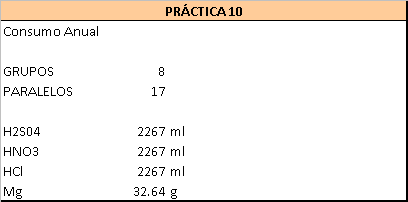 PRÁCTICA 10
Consumo Anual
GRUPOS 8
PARALELOS 17
H2S04 2267 ml
HNO3 2267 ml
HCl 2267 ml
Mg 32.64 g